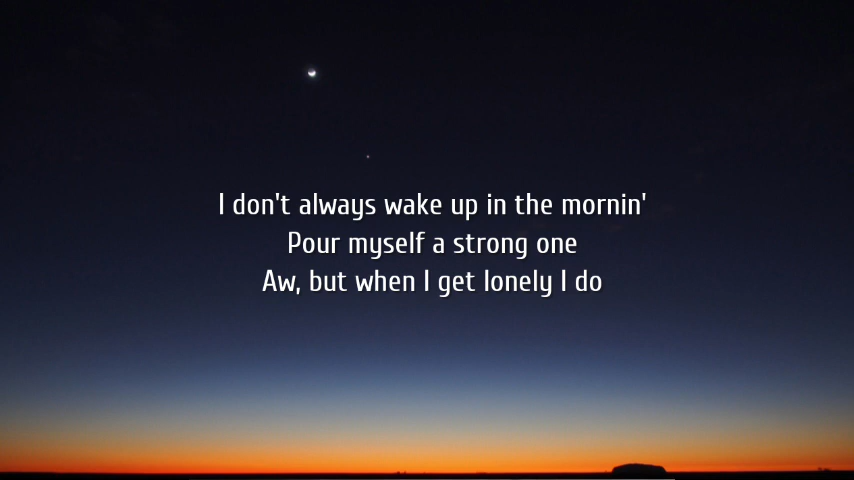 I don't always wake up in the mornin'
Pour myself a strong one
Aw, but when I get lonely I do